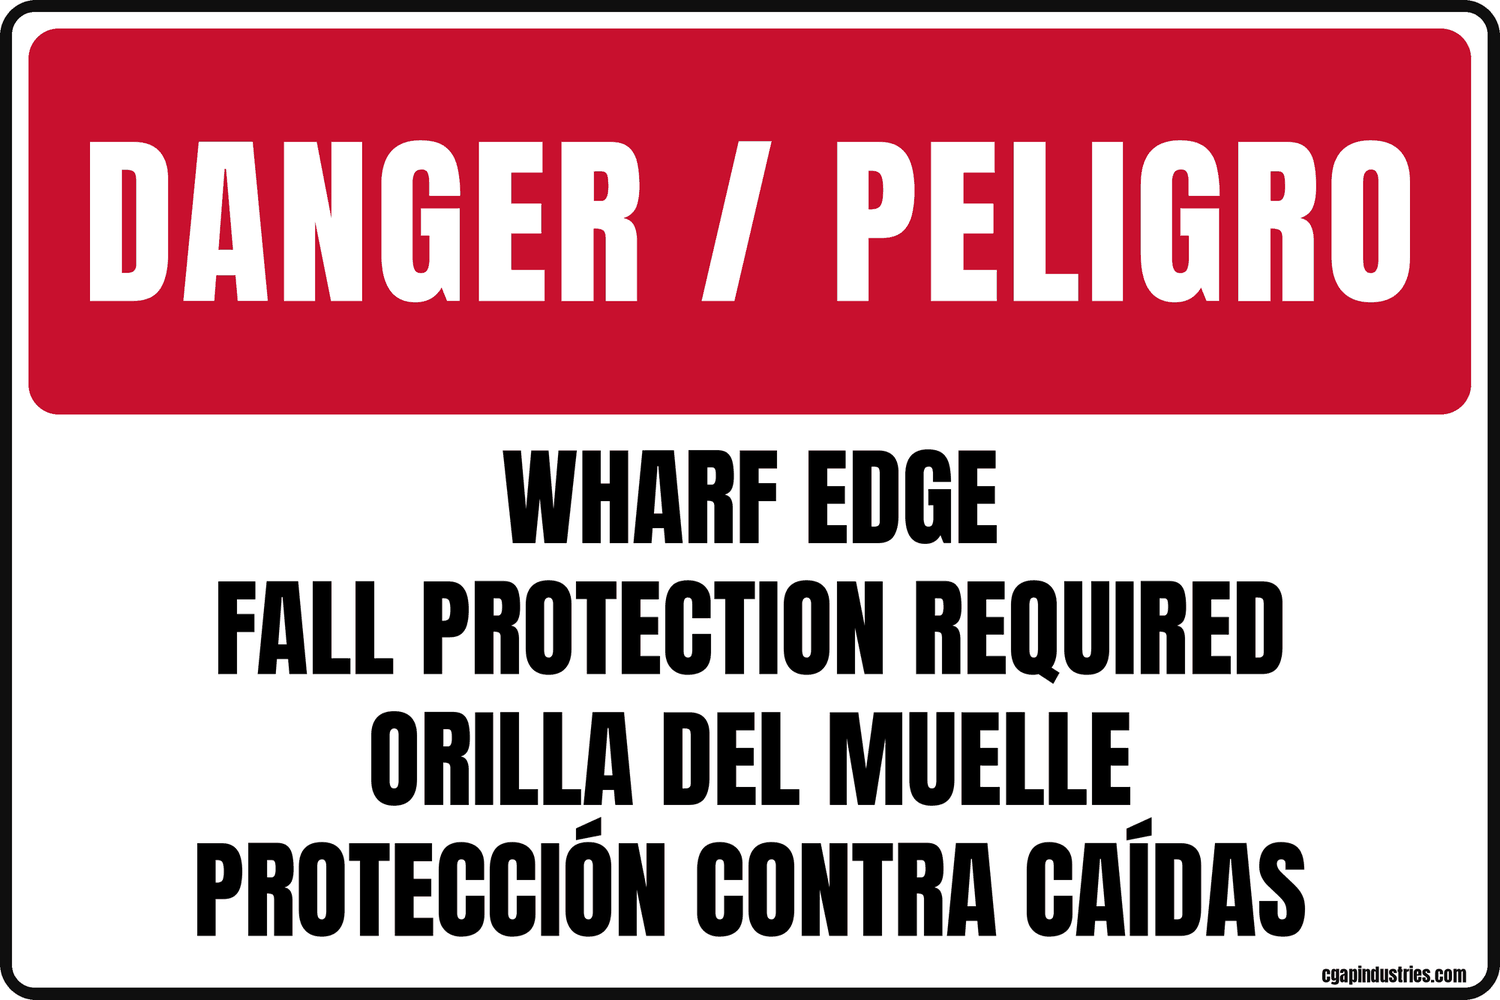 DANGER / PELIGRO
WHARF EDGE
FALL PROTECTION REQUIRED
ORILLA DEL MUELLE
PROTECCIÓN CONTRA CAÍDAS
cgapindustries.com